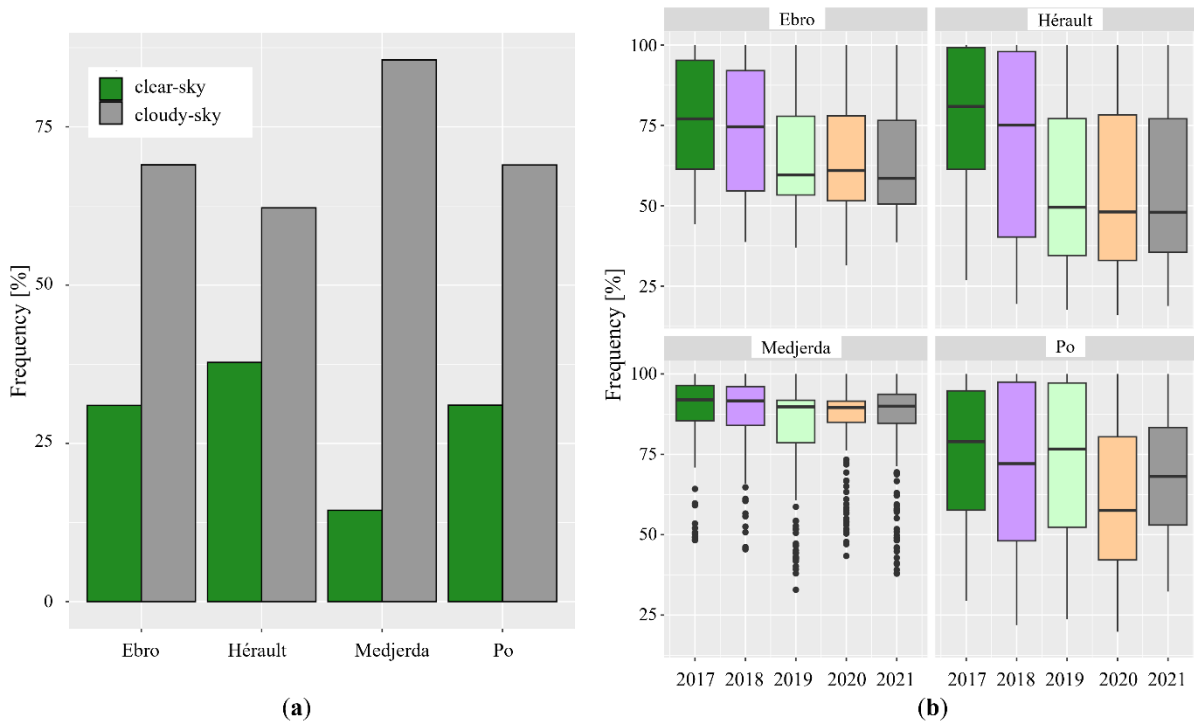 clear-sky
cloudy-sky
Frequency [%]
75
50
25
0
Ebro Hérault Medjerda Po
(a)
Ebro Hérault
100
75
50
25
Frequency [%]
Medjerda Po
100
75
50
25
2017 2018 2019 2020 2021 2017 2018 2019 2020 2021
(b)